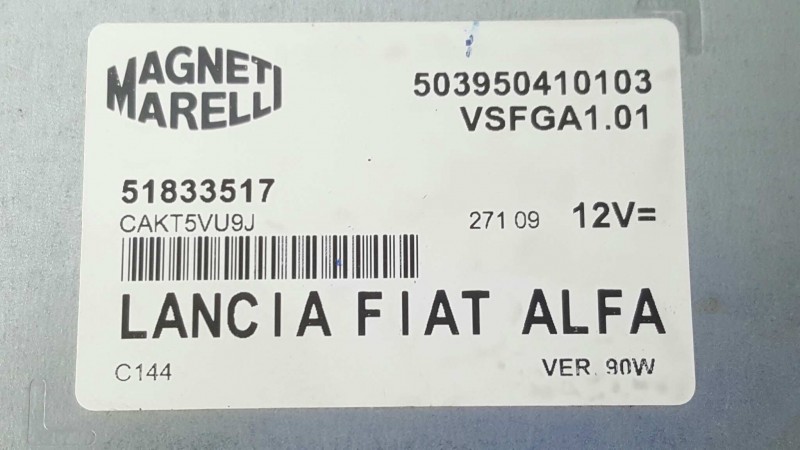 MAGNETI
MARELLI
503950410103
VSFGA1.01
51833517
CAKT5VU9J
271 09 12V=
LANCIA FIAT ALFA
C144
VER. 90W